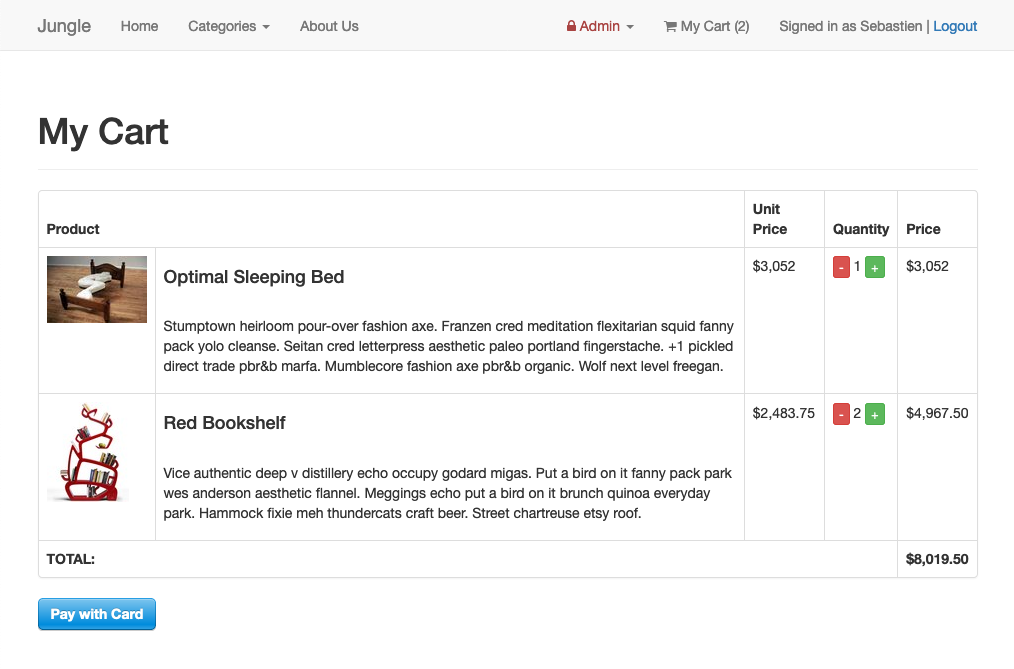 Jungle Home Categories About Us Admin My Cart (2) Signed in as Sebastien | Logout
My Cart
Product Unit Price Quantity Price
Optimal Sleeping Bed $3,052 - 1 + $3,052
Stumptown heirloom pour-over fashion axe. Franzen cred meditation flexitarian squid fanny
pack yolo cleanse. Seitan cred letterpress aesthetic paleo portland fingerstache. +1 pickled
direct trade pbr&b marfa. Mumblecore fashion axe pbr&b organic. Wolf next level freegan.
Red Bookshelf $2,483.75 - 2 + $4,967.50
Vice authentic deep v distillery echo occupy godard migas. Put a bird on it fanny pack park
wes anderson aesthetic flannel. Meggings echo put a bird on it brunch quinoa everyday
park. Hammock fixie meh thundercats craft beer. Street chartreuse etsy roof.
TOTAL: $8,019.50
Pay with Card